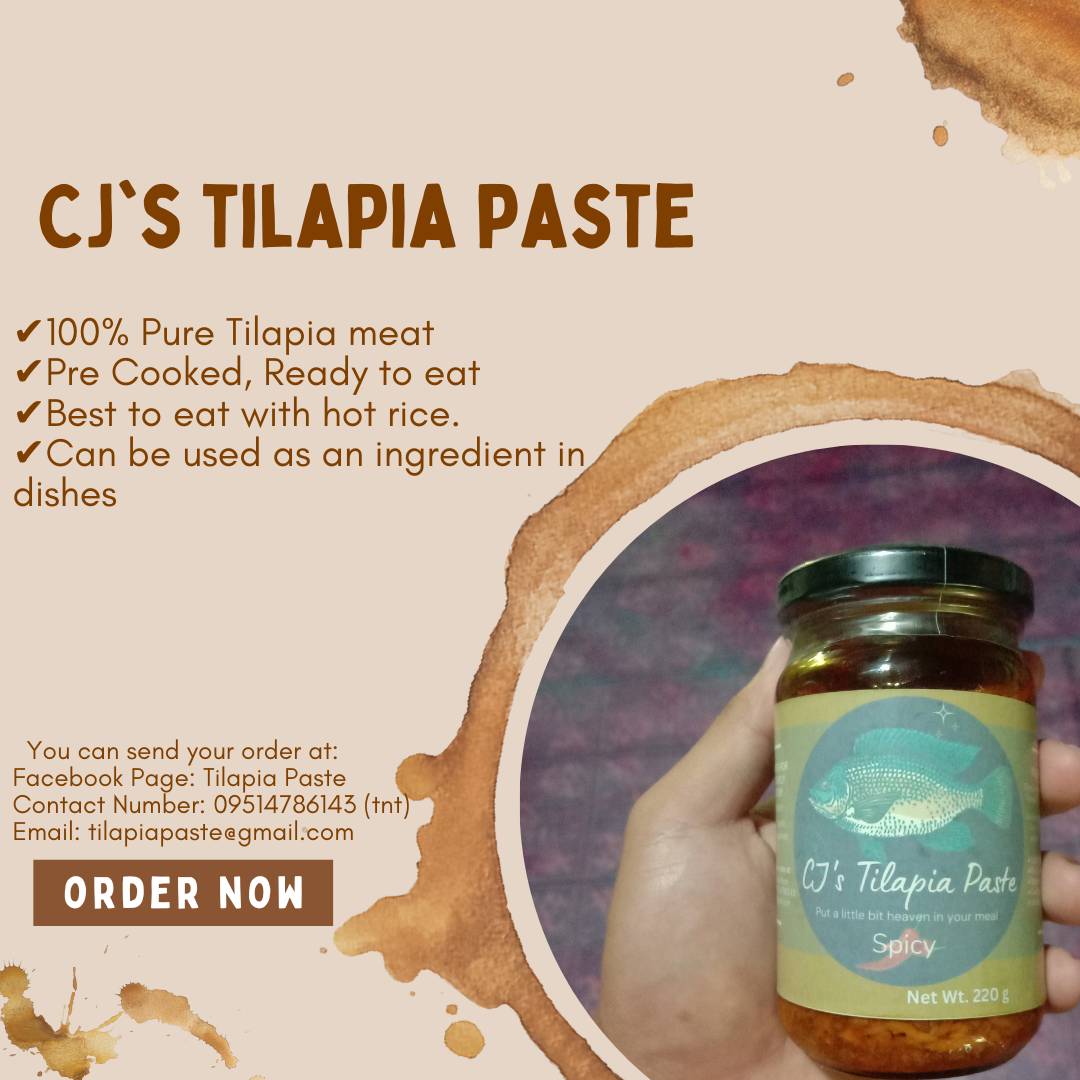 CJ`S TILAPIA PASTE
✔100% Pure Tilapia meat
✔Pre Cooked, Ready to eat
✔Best to eat with hot rice.
✔Can be used as an ingredient in
dishes
You can send your order at:
Facebook Page: Tilapia Paste
Contact Number: 09514786143 (tnt)
Email: tilapiapaste@gmail.com
ORDER NOW
CJ's Tilapia Paste
Put a little bit heaven in your meal
Spicy
Net Wt. 220 g